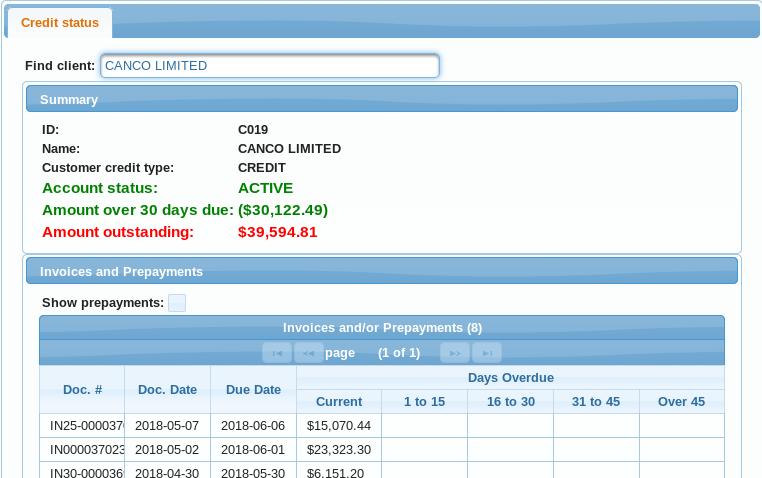 Credit status
Find client: CANCO LIMITED
Summary
ID: C019
Name: CANCO LIMITED
Customer credit type: CREDIT
Account status: ACTIVE
Amount over 30 days due: ($30,122.49)
Amount outstanding: $39,594.81
Invoices and Prepayments
Show prepayments:
Invoices and/or Prepayments (8)
page (1 of 1)
Doc. # Doc. Date Due Date Days Overdue
Current 1 to 15 16 to 30 31 to 45 Over 45
IN25-000037 2018-05-07 2018-06-06 $15,070.44
IN000037023 2018-05-02 2018-06-01 $23,323.30
IN30-000036 2018-04-30 2018-05-30 $6,151.20